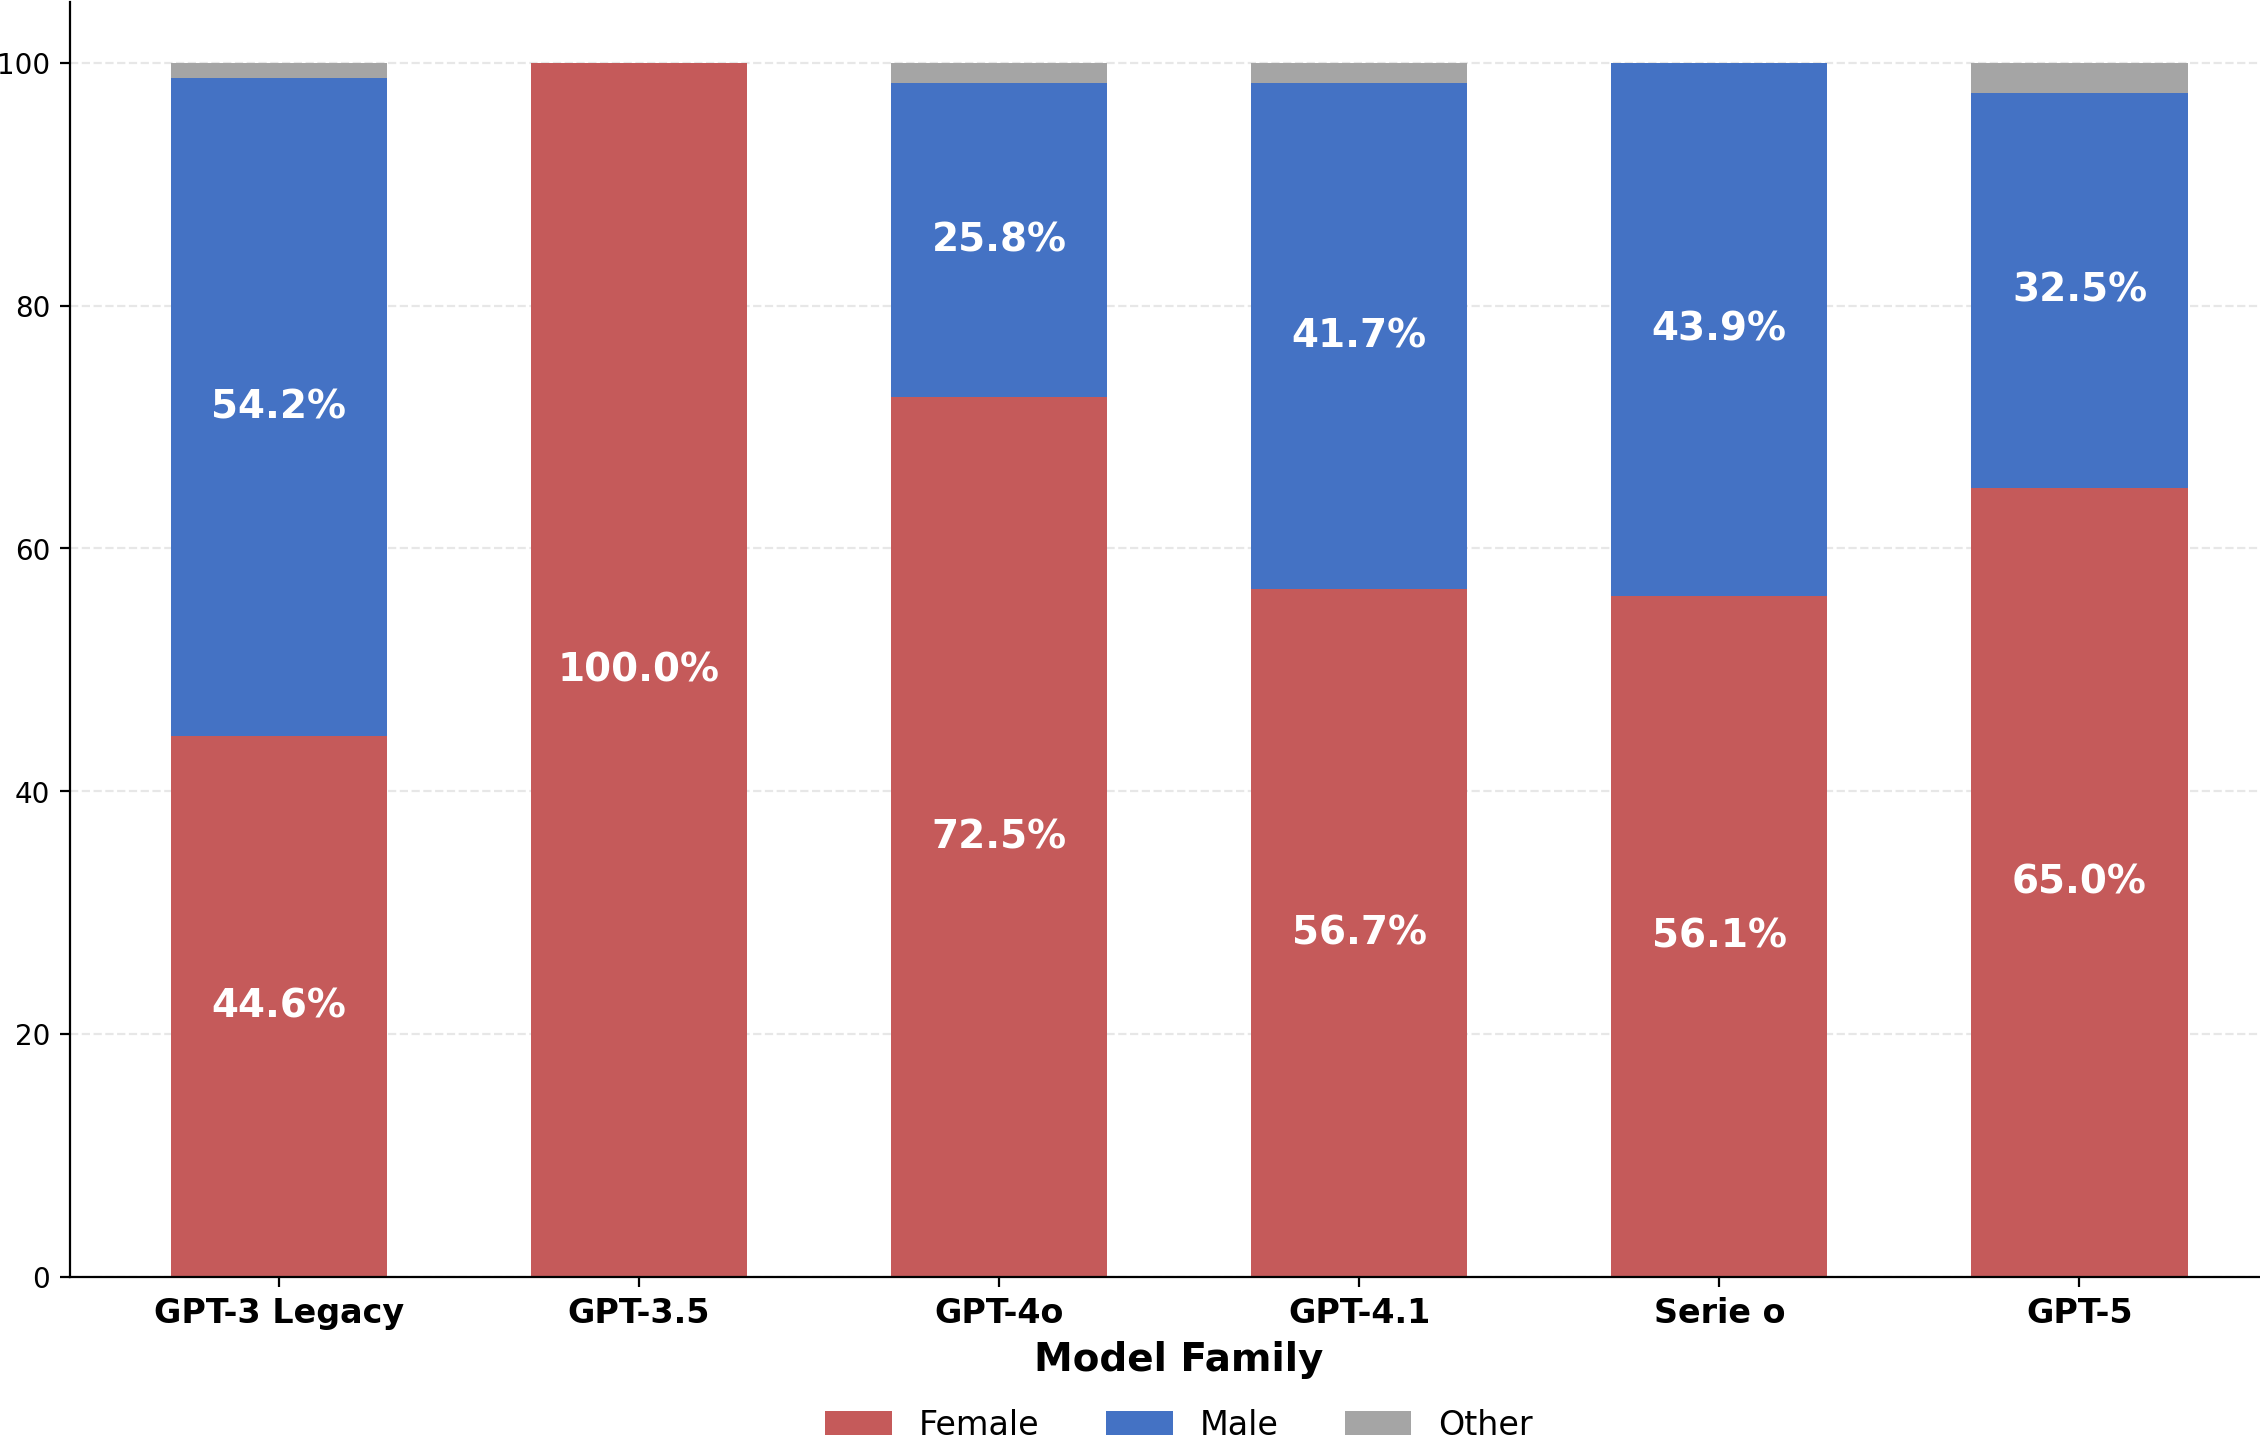 100
80
60
40
20
0
54.2%
44.6%
100.0%
25.8%
72.5%
41.7%
56.7%
43.9%
56.1%
32.5%
65.0%
GPT-3 Legacy
GPT-3.5
GPT-4o
GPT-4.1
Serie o
GPT-5
Model Family
Female
Male
Other